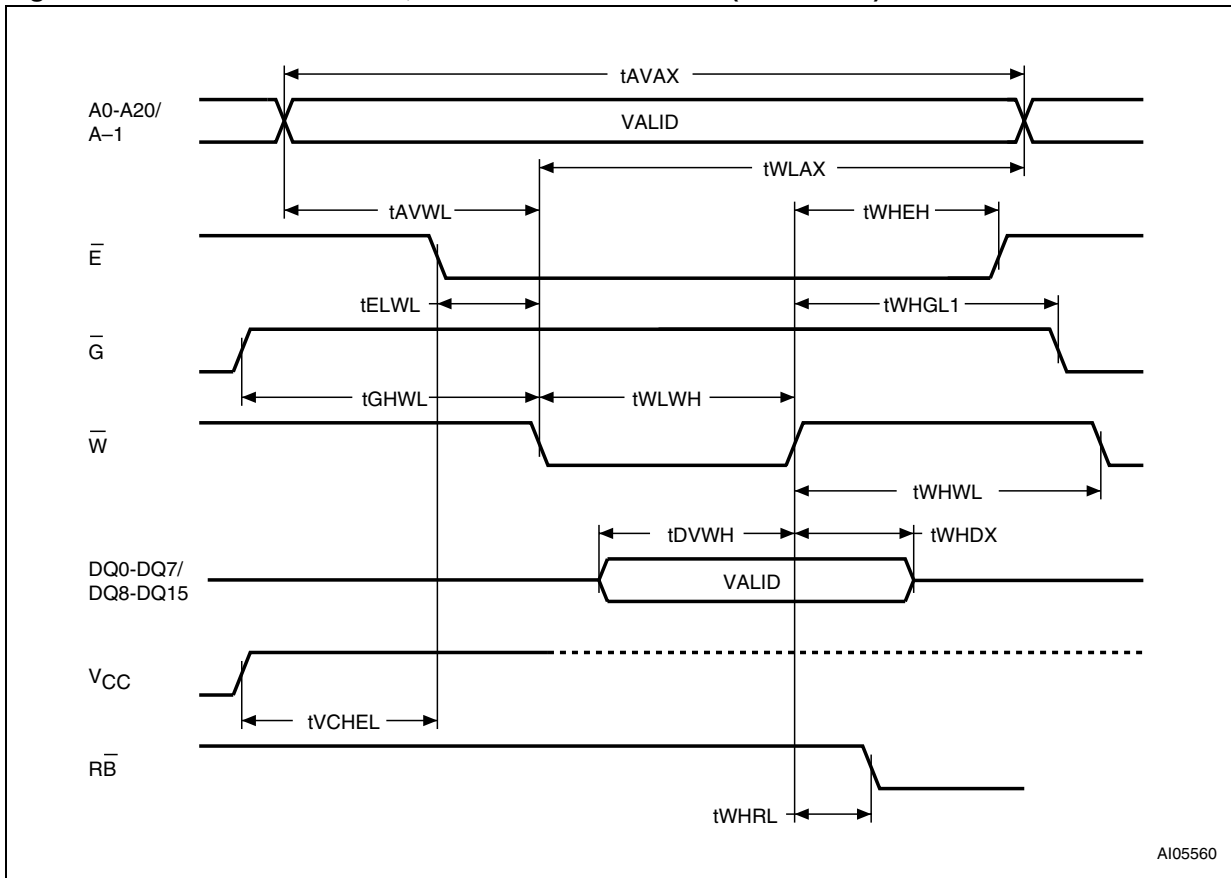 tAVAX
A0-A20/
A–1
VALID
tWLAX
tAVWL
tWHEH
E̅
tELWL
tWHGL1
G̅
tGHWL
tWLWH
W̅
tWHWL
tDVWH
tWHDX
DQ0-DQ7/
DQ8-DQ15
VALID
VCC
tVCHEL
RB̅
tWHRL
AI05560